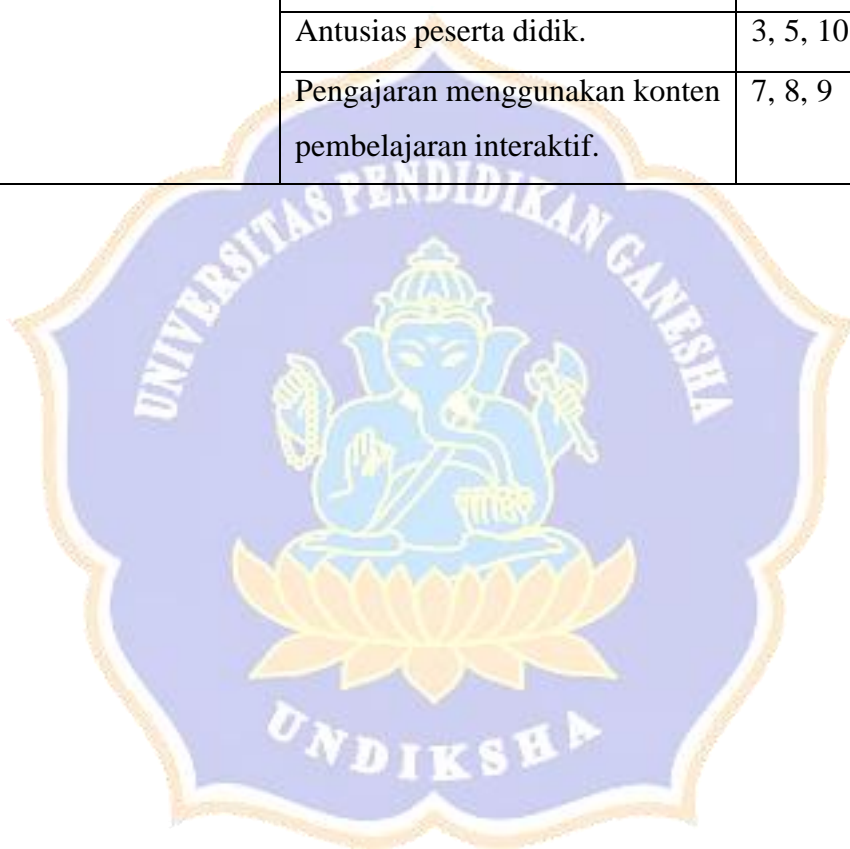 Antusias peserta didik. 3, 5, 10
Pengajaran menggunakan konten 7, 8, 9
pembelajaran interaktif.
UNIVERSITAS PENDIDIKAN GANESHA
UNDIKSHA